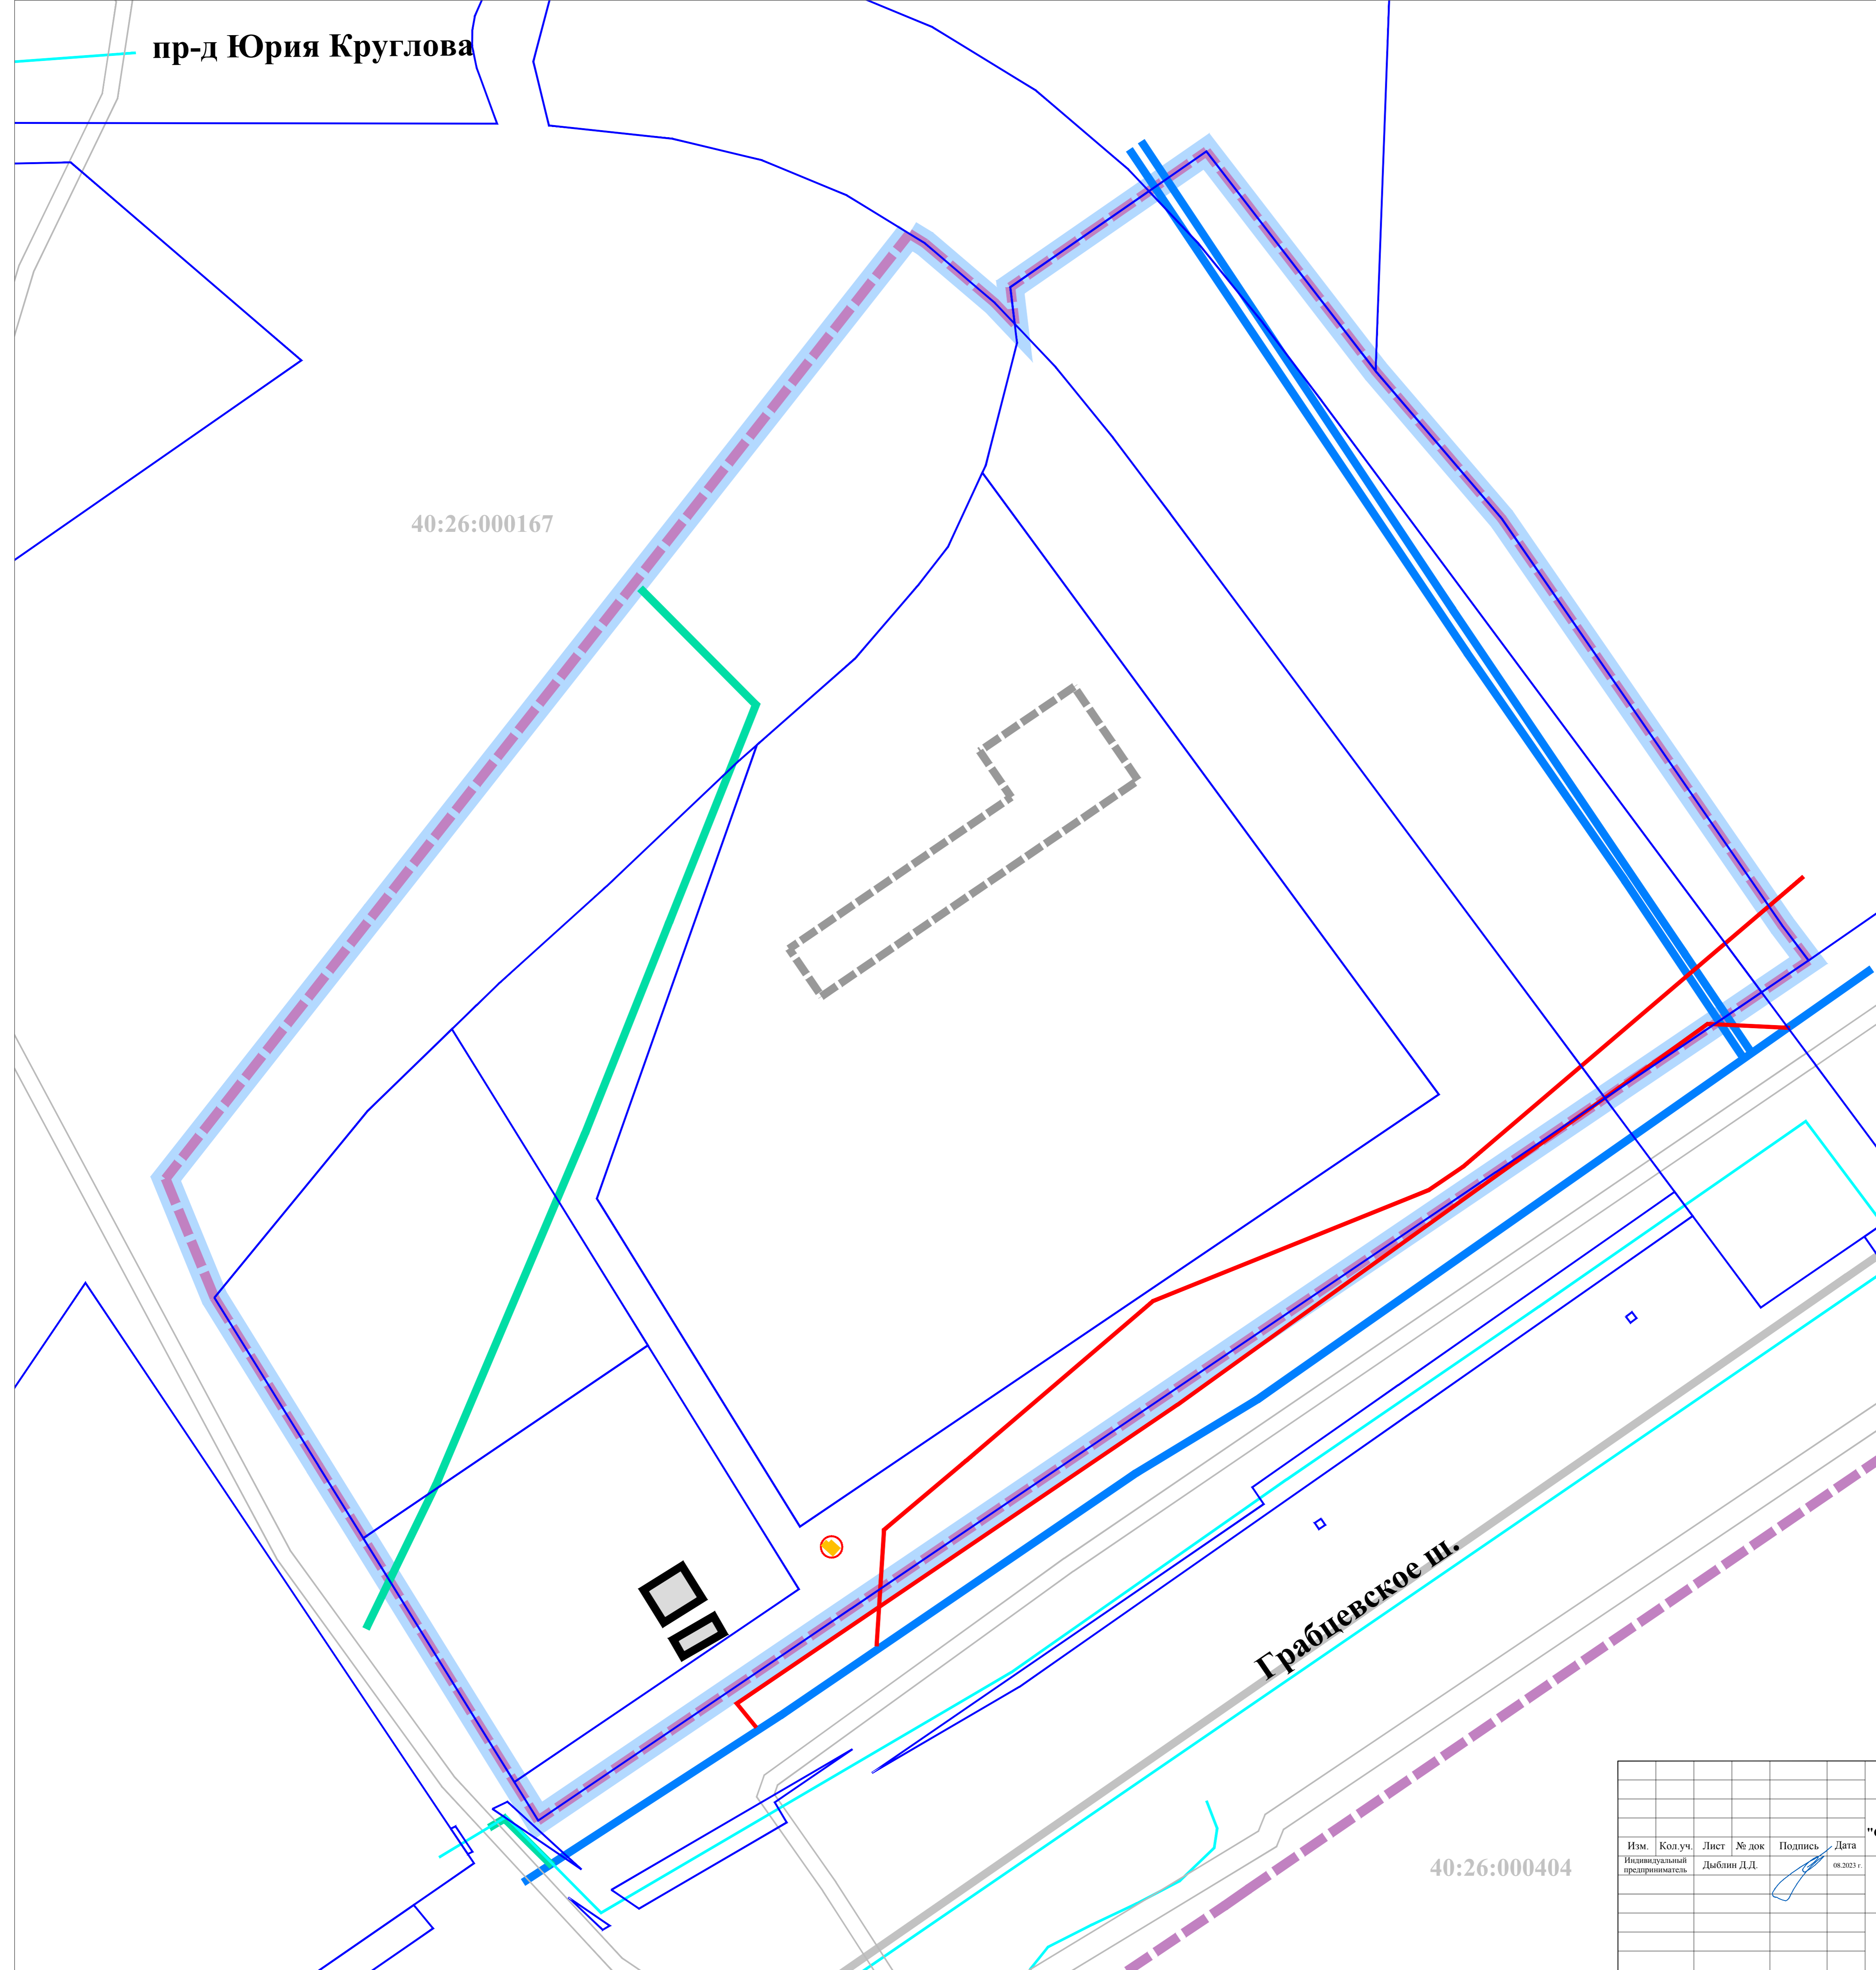 пр-д Юрия Круглова
40:26:000167
Грабцевское ш.
40:26:000404
Изм. Кол.уч. Лист № док Подпись Дата
Индивидуальный
предприниматель Дыблин Д.Д. 08.2023 г.